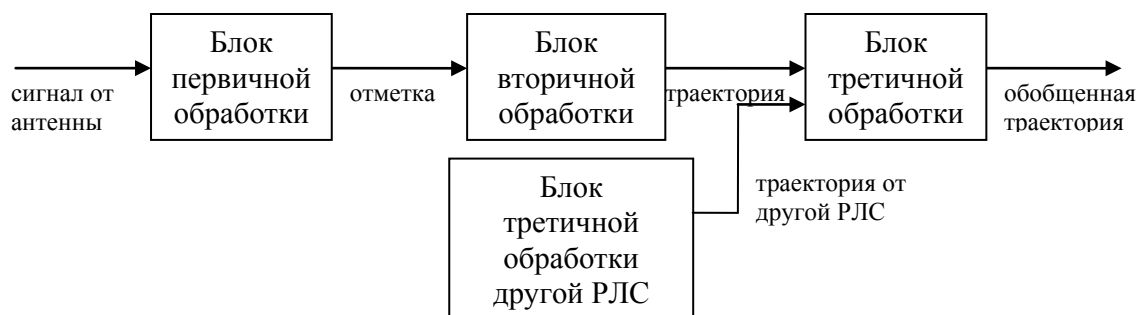 Блок
первичной
обработки
Блок
вторичной
обработки
Блок
третичной
обработки
сигнал от
антенны
отметка
траектория
обобщенная
траектория
Блок
третичной
обработки
другой РЛС
траектория от
другой РЛС